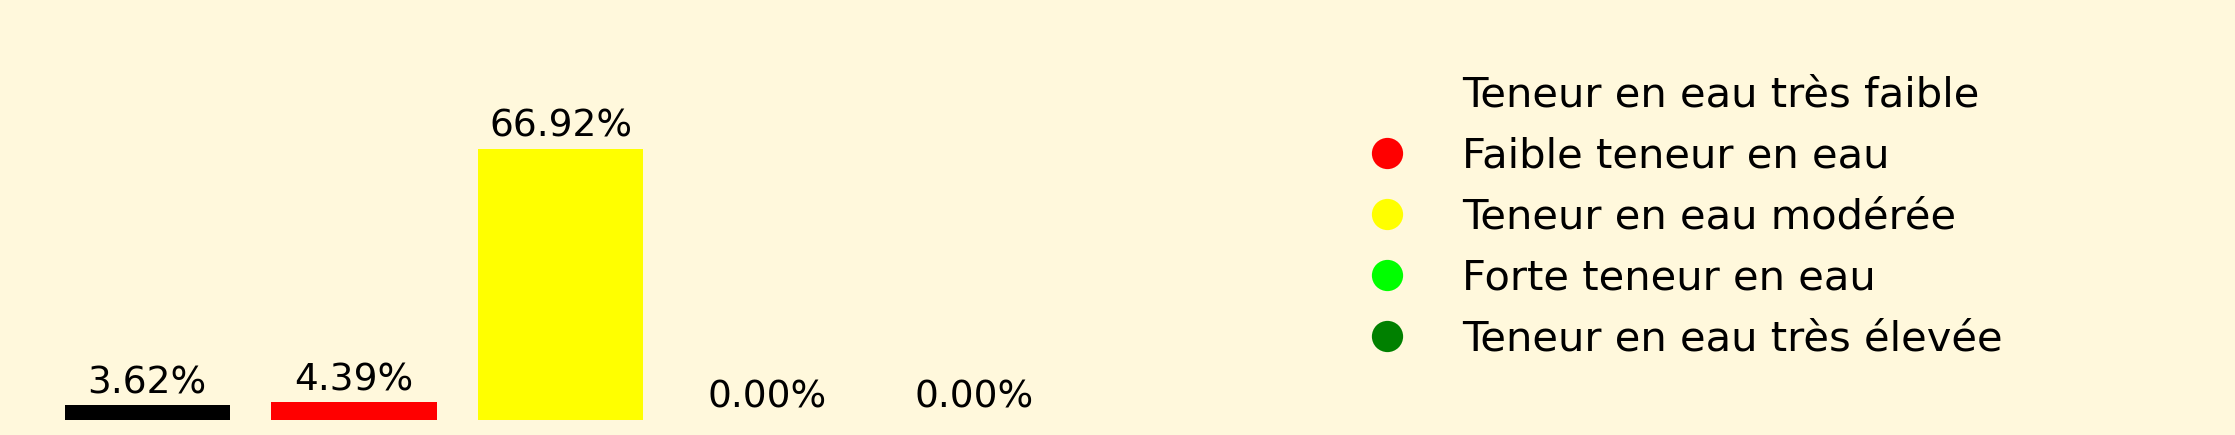 66.92%
3.62%
4.39%
0.00%
0.00%
Teneur en eau très faible
Faible teneur en eau
Teneur en eau modérée
Forte teneur en eau
Teneur en eau très élevée